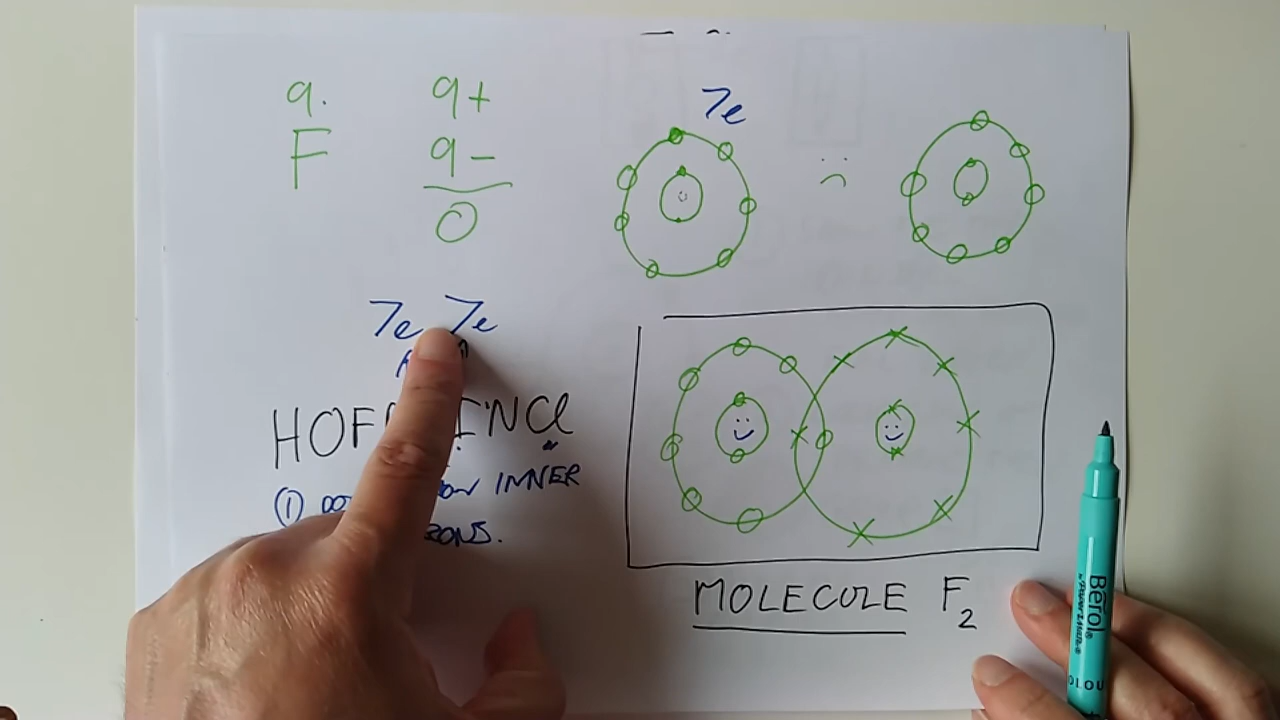 9.
F
9+
9-
0
7e
7e 7e
HOF INCl
① INNER
MOLECULE F2
Berol